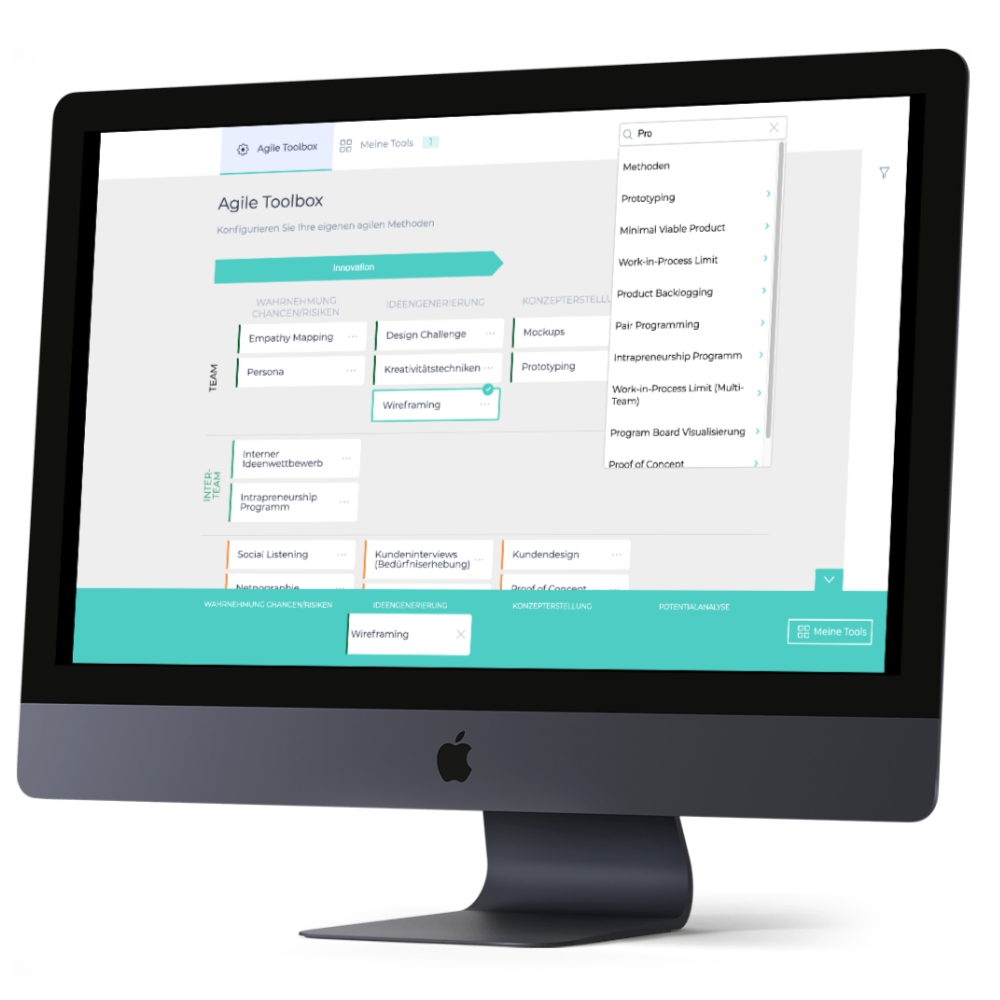 Agile Toolbox
Meine Tools
1
Pro
Agile Toolbox
Konfigurieren Sie Ihre eigenen agilen Methoden
Innovation
WAHRNEHMUNG
CHANCEN/RISIKEN
IDEENGENERIERUNG
KONZEPTERSTELLU
TEAM
Empathy Mapping
Design Challenge
Mockups
Persona
Kreativitätstechniken
Prototyping
Wireframing
INTER-
TEAM
Interner
Ideenwettbewerb
Intrapreneurship
Programm
Social Listening
Kundeninterviews
(Bedürfniserhebung)
Kundendesign
Netnographie
Proof of Concept
Methoden
Prototyping
Minimal Viable Product
Work-in-Process Limit
Product Backlogging
Pair Programming
Intrapreneurship Programm
Work-in-Process Limit (Multi-
Team)
Program Board Visualisierung
Proof of Concept
WAHRNEHMUNG CHANCEN/RISIKEN
IDEENGENERIERUNG
KONZEPTERSTELLUNG
POTENTIALANALYSE
Wireframing
Meine Tools